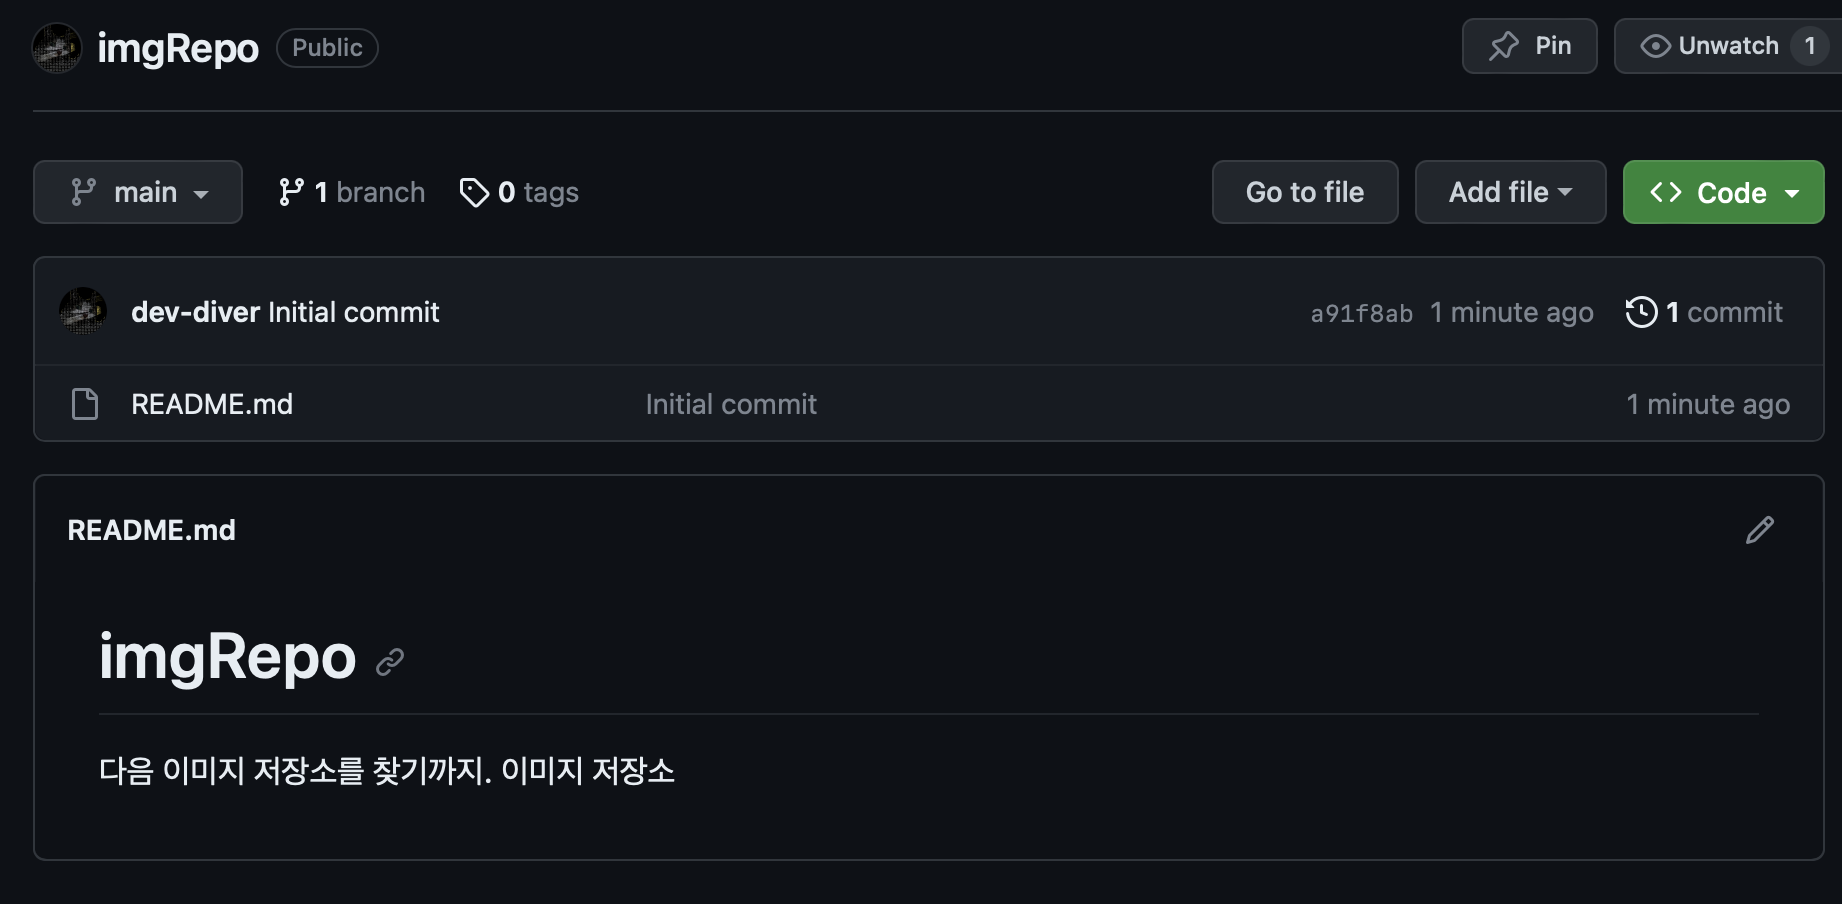 imgRepo Public Pin Unwatch 1
main 1 branch 0 tags Go to file Add file Code
dev-diver Initial commit a91f8ab 1 minute ago 1 commit
README.md Initial commit 1 minute ago
README.md
imgRepo
다음 이미지 저장소를 찾기까지. 이미지 저장소